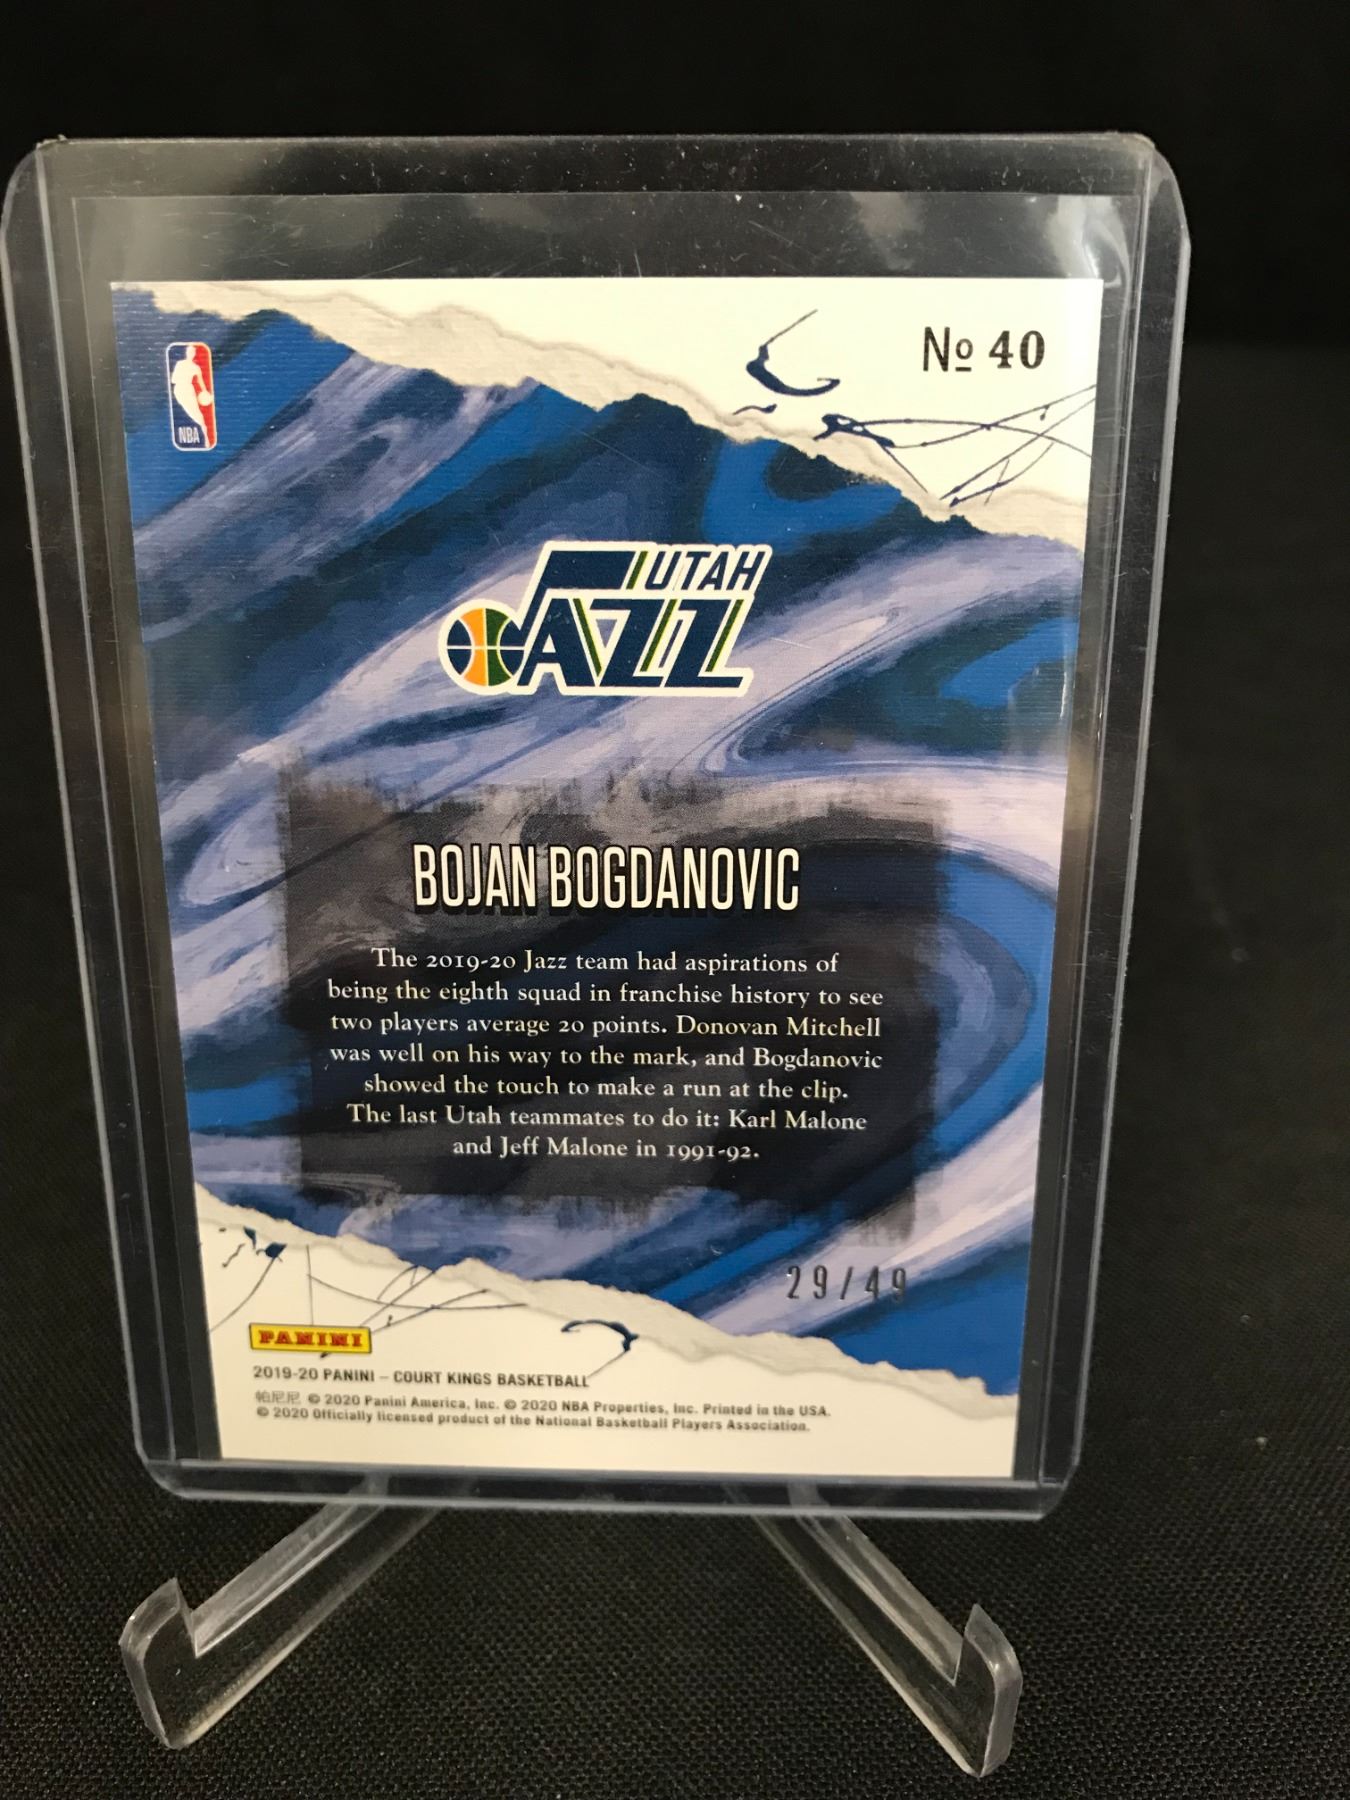 No 40
NBA
UTAH
JAZZ
BOJAN BOGDANOVIC
The 2019-20 Jazz team had aspirations of
being the eighth squad in franchise history to see
two players average 20 points. Donovan Mitchell
was well on his way to the mark, and Bogdanovic
showed the touch to make a run at the clip.
The last Utah teammates to do it: Karl Malone
and Jeff Malone in 1991-92.
29/49
PANINI
2019-20 PANINI – COURT KINGS BASKETBALL
帕尼尼 © 2020 Panini America, Inc. © 2020 NBA Properties, Inc. Printed in the USA.
© 2020 Officially licensed product of the National Basketball Players Association.